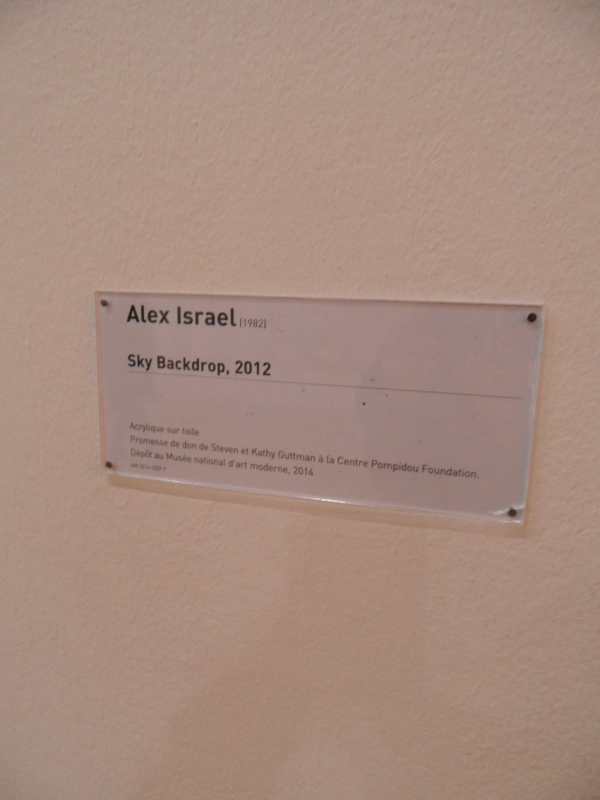 Alex Israel (1982)
Sky Backdrop, 2012
Acrylique sur toile
Promesse de don de Steven et Kathy Guttman à la Centre Pompidou Foundation.
Dépôt au Musée national d'art moderne, 2014